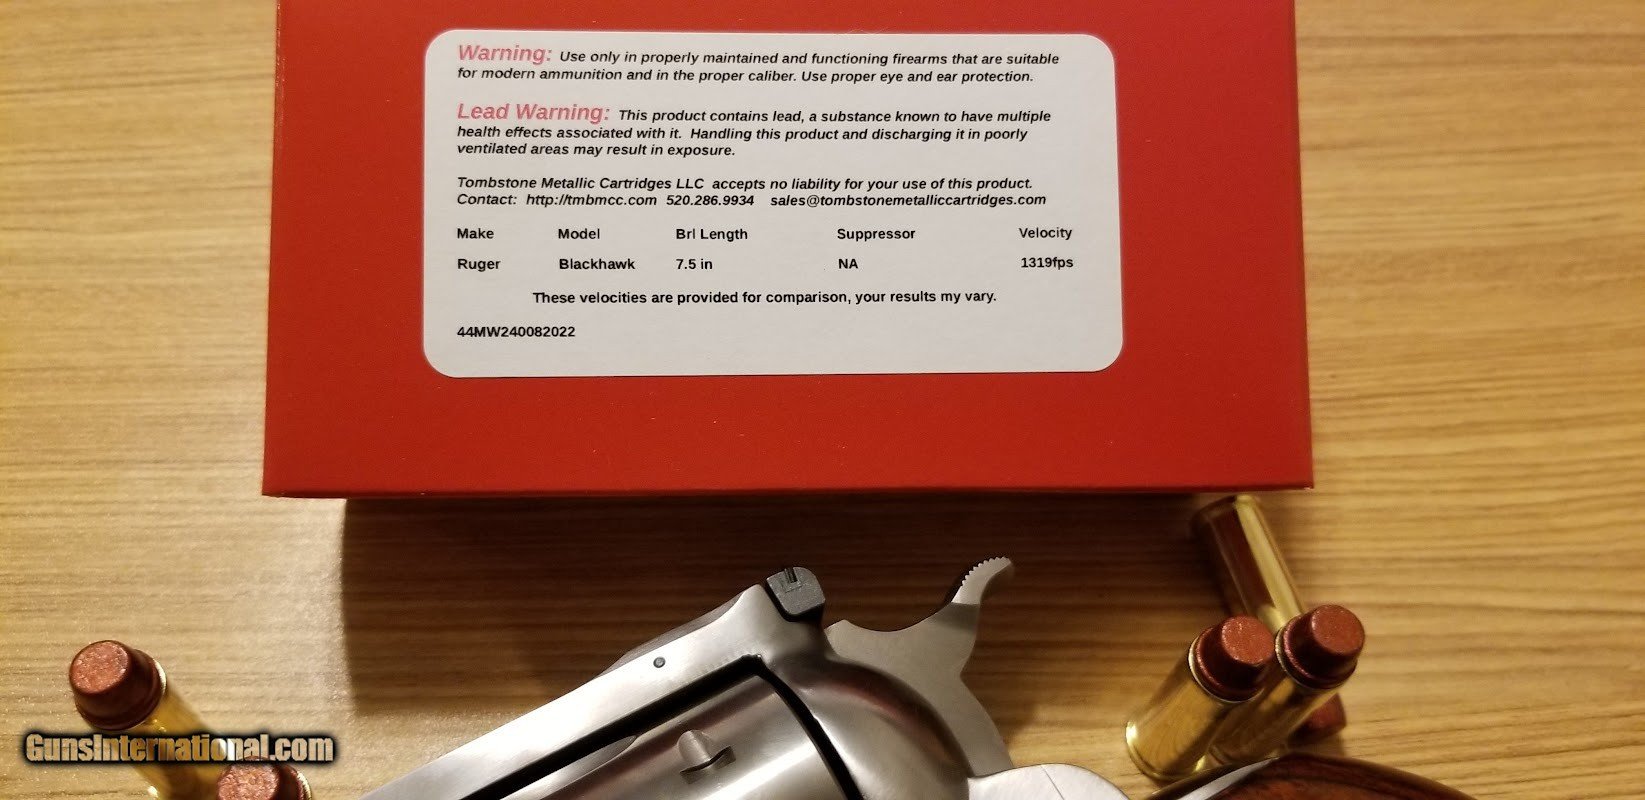 Warning: Use only in properly maintained and functioning firearms that are suitable
for modern ammunition and in the proper caliber. Use proper eye and ear protection.
Lead Warning: This product contains lead, a substance known to have multiple
health effects associated with it. Handling this product and discharging it in poorly
ventilated areas may result in exposure.
Tombstone Metallic Cartridges LLC accepts no liability for your use of this product.
Contact: http://tmbmcc.com 520.286.9934 sales@tombstonemetalliccartridges.com
Make Model Brl Length Suppressor Velocity
Ruger Blackhawk 7.5 in NA 1319fps
These velocities are provided for comparison, your results my vary.
44MW240082022
GunsInternational.com